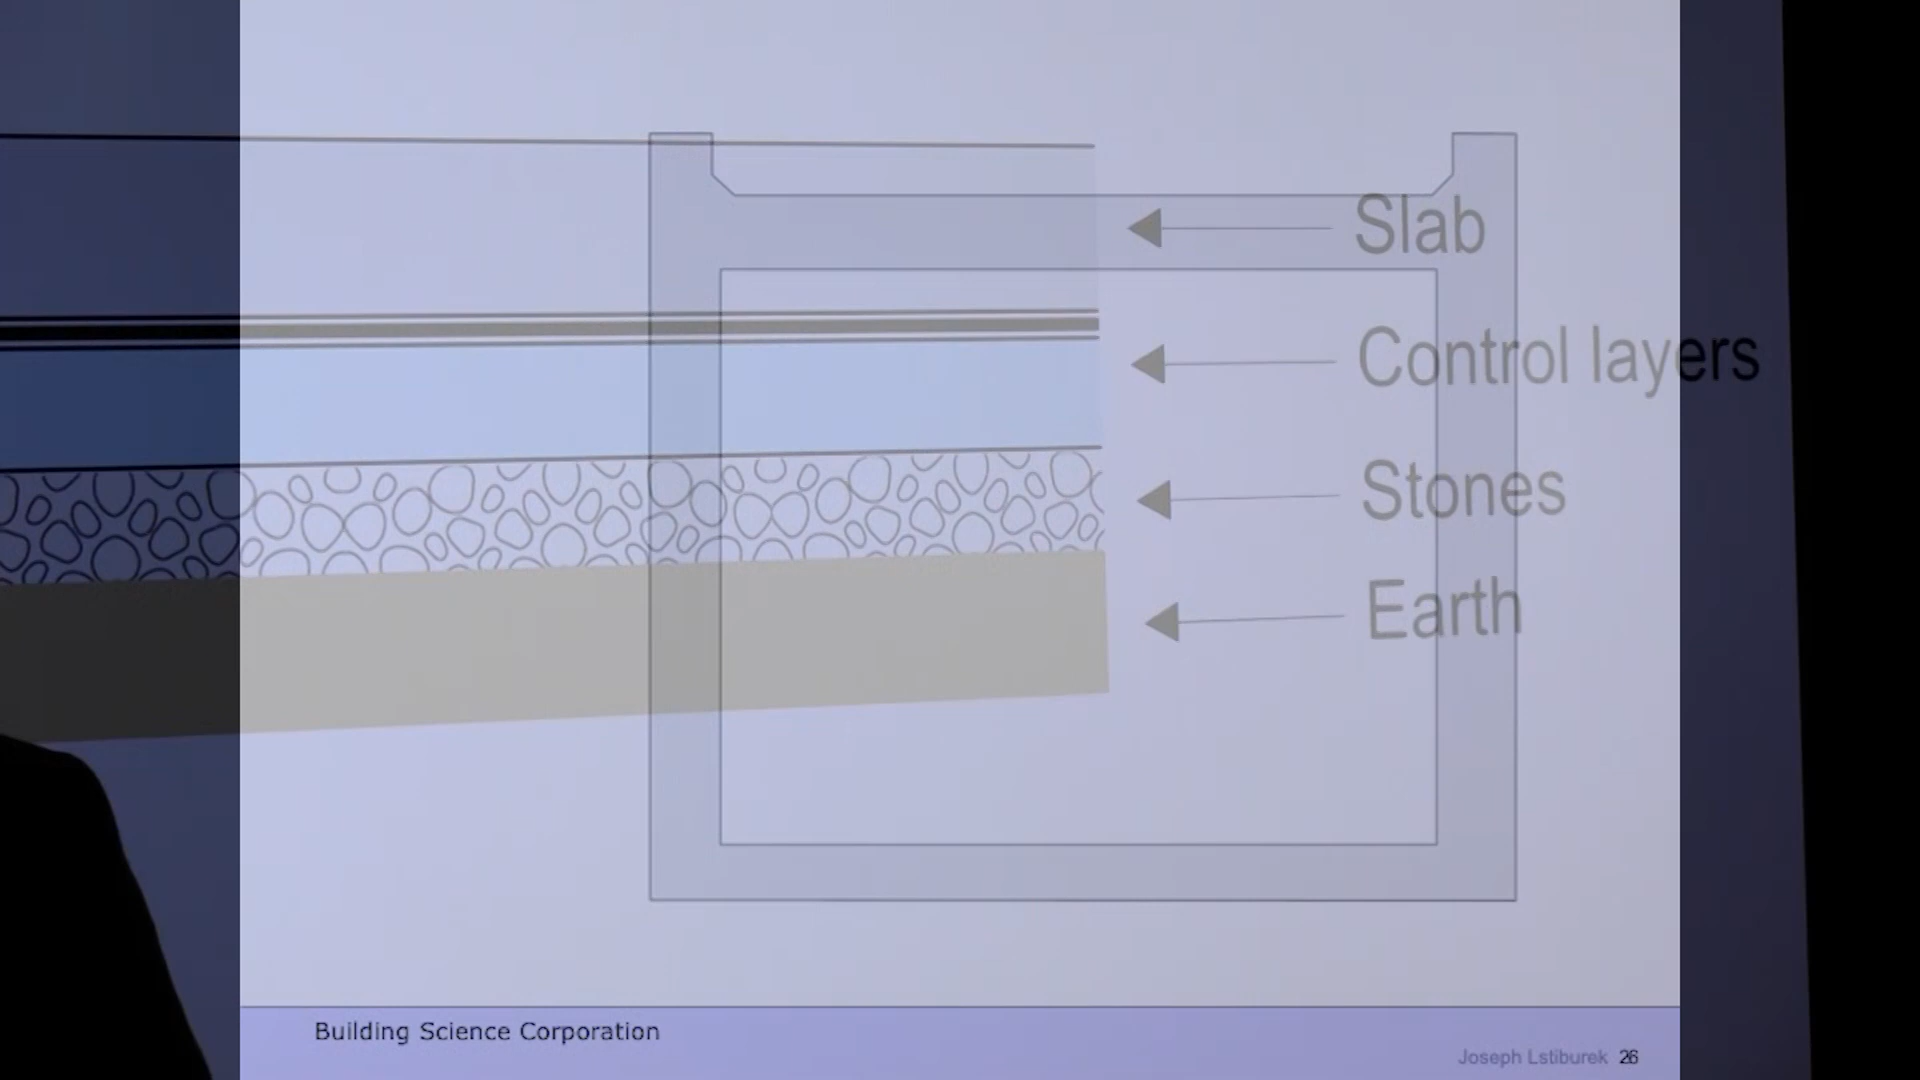 Slab
Control layers
Stones
Earth
Building Science Corporation
Joseph Lstiburek 26